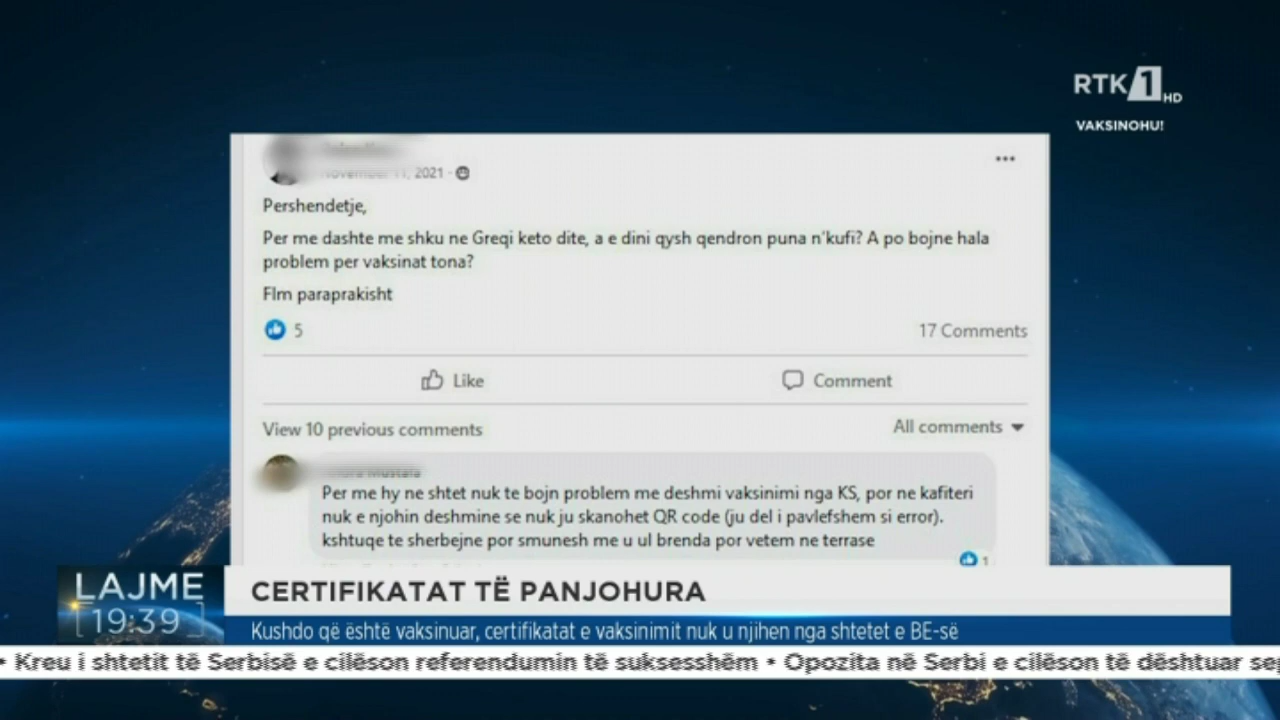 RTK 1 HD
VAKSINOHU!
2021
Pershendetje,
Per me dashte me shku ne Greqi keto dite, a e dini qysh qendron puna n'kufi? A po bojne hala
problem per vaksinat tona?
Flm paraprakisht
5
17 Comments
Like
Comment
View 10 previous comments
All comments
Per me hy ne shtet nuk te bojn problem me deshmi vaksinimi nga KS, por ne kafiteri
nuk e njohin deshmine se nuk ju skanohet QR code (ju del i pavlefshem si error).
kshtuqe te sherbejne por smunesh me u ul brenda por vetem ne terrase
1
LAJME
19:39
CERTIFIKATAT TË PANJOHURA
Kushdo që është vaksinuar, certifikatat e vaksinimit nuk u njihen nga shtetet e BE-së
• Kreu i shtetit të Serbisë e cilëson referendumin të suksesshëm • Opozita në Serbi e cilëson të dështuar